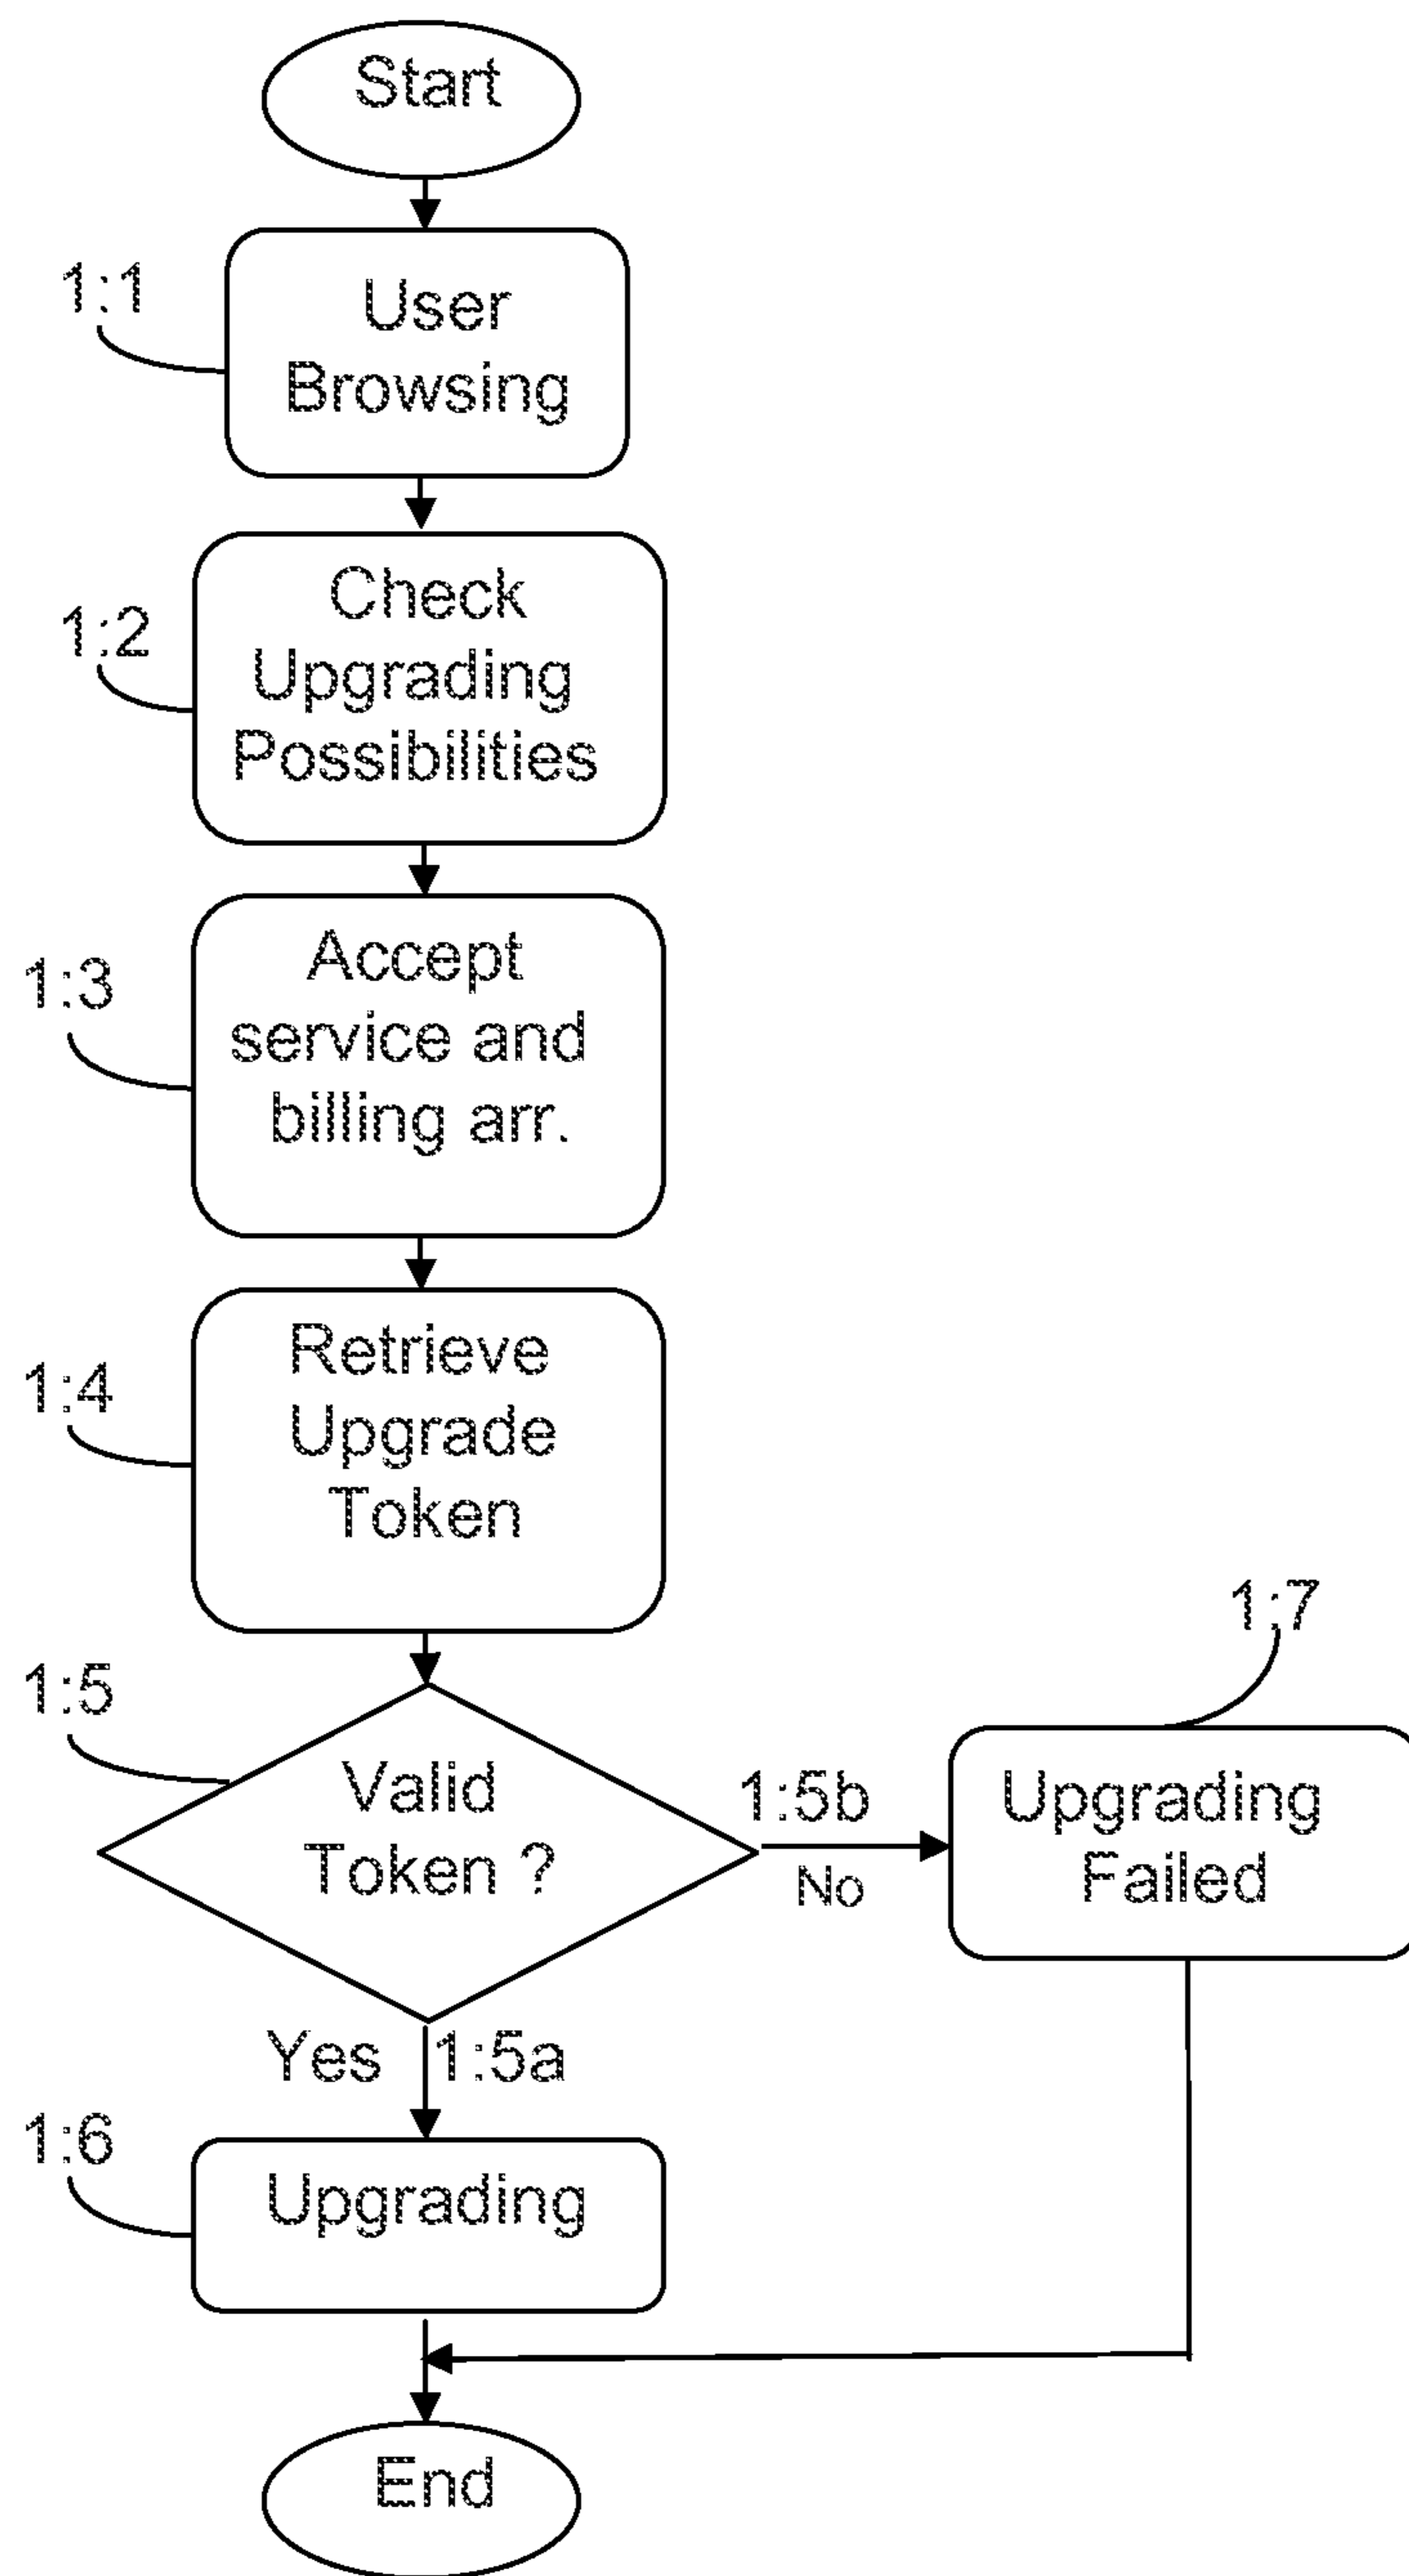 Start
1:1
User
Browsing
1:2
Check
Upgrading
Possibilities
1:3
Accept
service and
billing arr.
1:4
Retrieve
Upgrade
Token
1:5
Valid
Token ?
1:5b
No
1:7
Upgrading
Failed
Yes 1:5a
1:6
Upgrading
End